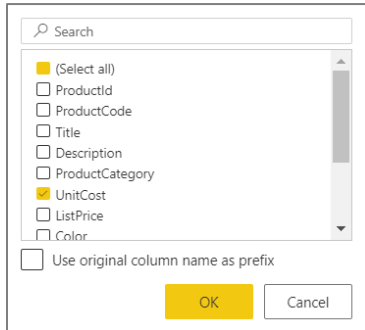 Search
(Select all)
ProductId
ProductCode
Title
Description
ProductCategory
UnitCost
ListPrice
Color
Use original column name as prefix
OK Cancel